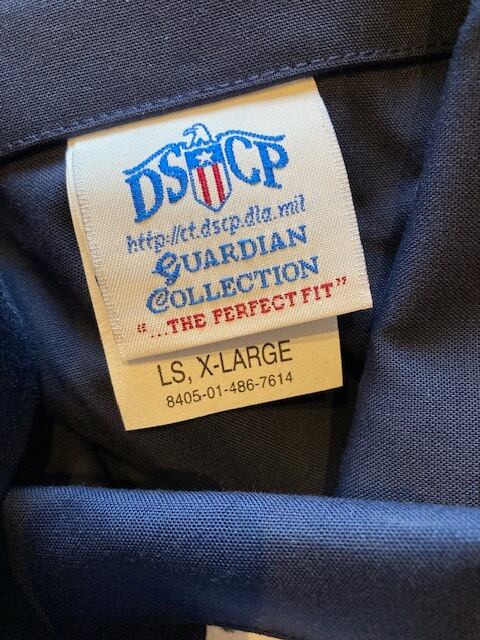 DSCP
http://ct.dscp.dla.mil
GUARDIAN
COLLECTION
"...THE PERFECT FIT"
LS, X-LARGE
8405-01-486-7614